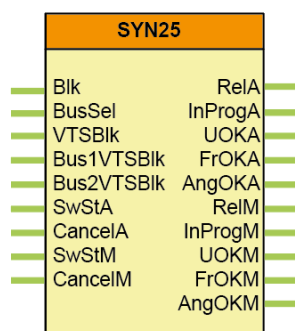 SYN25
Blk RelA
BusSel InProgA
VTSBlk UOKA
Bus1VTSBlk FrOKA
Bus2VTSBlk AngOKA
SwStA RelM
CancelA InProgM
SwStM UOKM
CancelM FrOKM
AngOKM